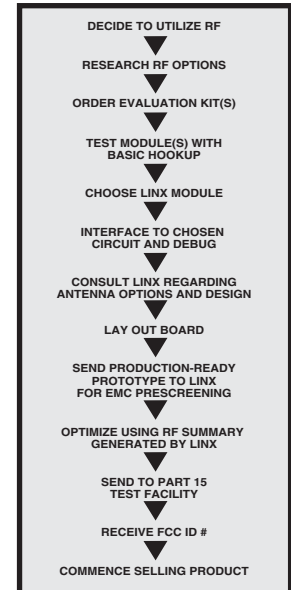 DECIDE TO UTILIZE RF
RESEARCH RF OPTIONS
ORDER EVALUATION KIT(S)
TEST MODULE(S) WITH
BASIC HOOKUP
CHOOSE LINX MODULE
INTERFACE TO CHOSEN
CIRCUIT AND DEBUG
CONSULT LINX REGARDING
ANTENNA OPTIONS AND DESIGN
LAY OUT BOARD
SEND PRODUCTION-READY
PROTOTYPE TO LINX
FOR EMC PRESCREENING
OPTIMIZE USING RF SUMMARY
GENERATED BY LINX
SEND TO PART 15
TEST FACILITY
RECEIVE FCC ID #
COMMENCE SELLING PRODUCT